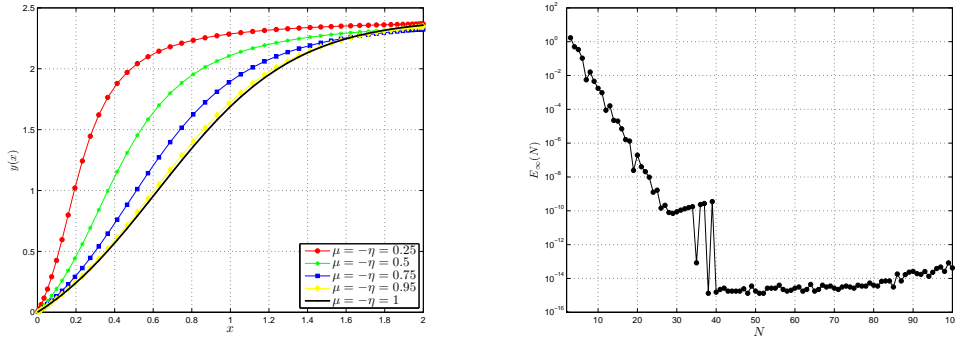 2.5
2
1.5
1
0.5
0
y(x)
0 0.2 0.4 0.6 0.8 1 1.2 1.4 1.6 1.8 2
x
μ = −η = 0.25
μ = −η = 0.5
μ = −η = 0.75
μ = −η = 0.95
μ = −η = 1
10^2
10^0
10^-2
10^-4
10^-6
10^-8
10^-10
10^-12
10^-14
10^-16
E∞(N)
10 20 30 40 50 60 70 80 90 100
N